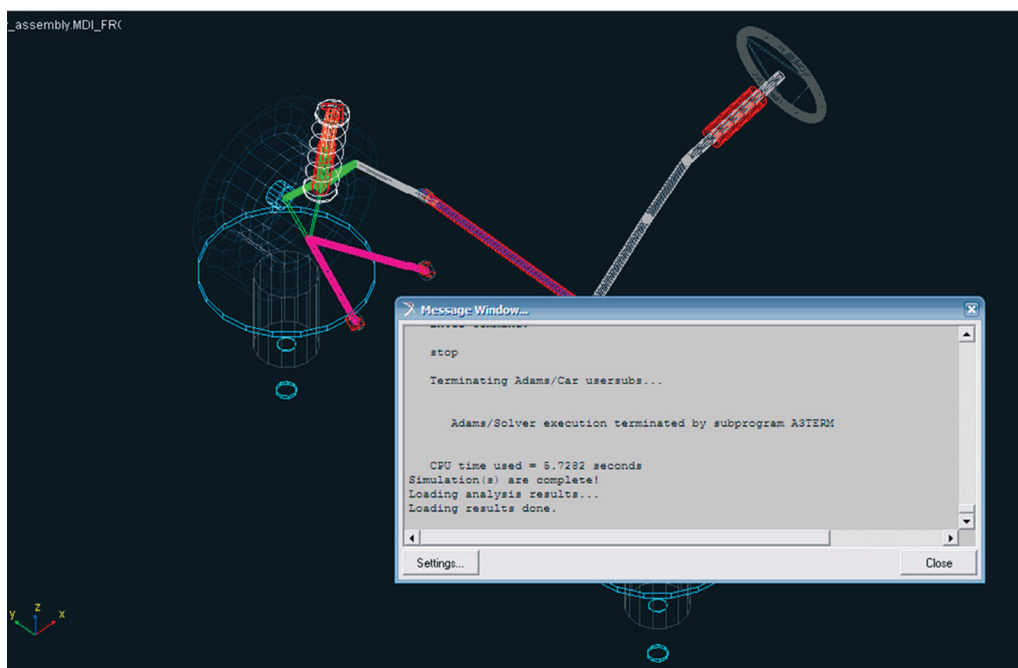 _assembly.MDI_FR(
Message Window...
stop
Terminating Adams/Car usersubs...
Adams/Solver execution terminated by subprogram A3TERM
CPU time used = 5.7282 seconds
Simulation(s) are complete!
Loading analysis results...
Loading results done.
Settings...
Close
y z x